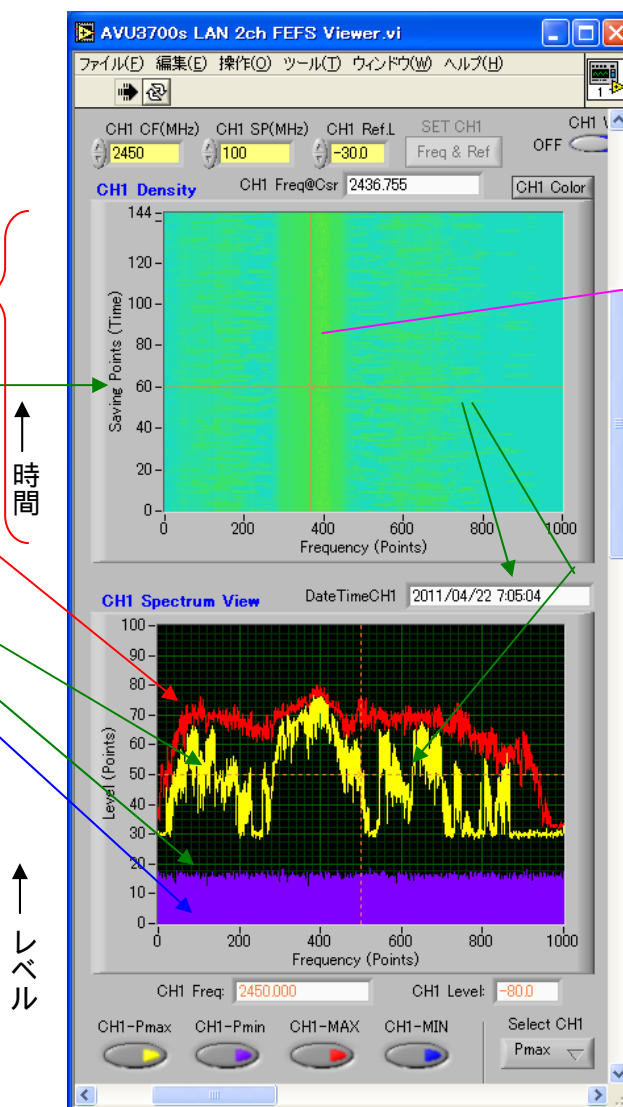 AVU3700s LAN 2ch FEFS Viewer.vi
ファイル(F) 編集(E) 操作(O) ツール(T) ウィンドウ(W) ヘルプ(H)
1
CH1 CF(MHz) CH1 SP(MHz) CH1 Ref.L SET CH1 CH1
2450 100 -30.0 Freq & Ref OFF
CH1 Density CH1 Freq@Csr 2436.755 CH1 Color
144
120
100
80
60
40
20
0
Saving Points (Time)
時間
0 200 400 600 800 1000
Frequency (Points)
CH1 Spectrum View DateTimeCH1 2011/04/22 7:05:04
100
90
80
70
60
50
40
30
20
10
0
Level (Points)
レベル
0 200 400 600 800 1000
Frequency (Points)
CH1 Freq: 2450.000 CH1 Level: -80.0
CH1-Pmax CH1-Pmin CH1-MAX CH1-MIN Select CH1
Pmax